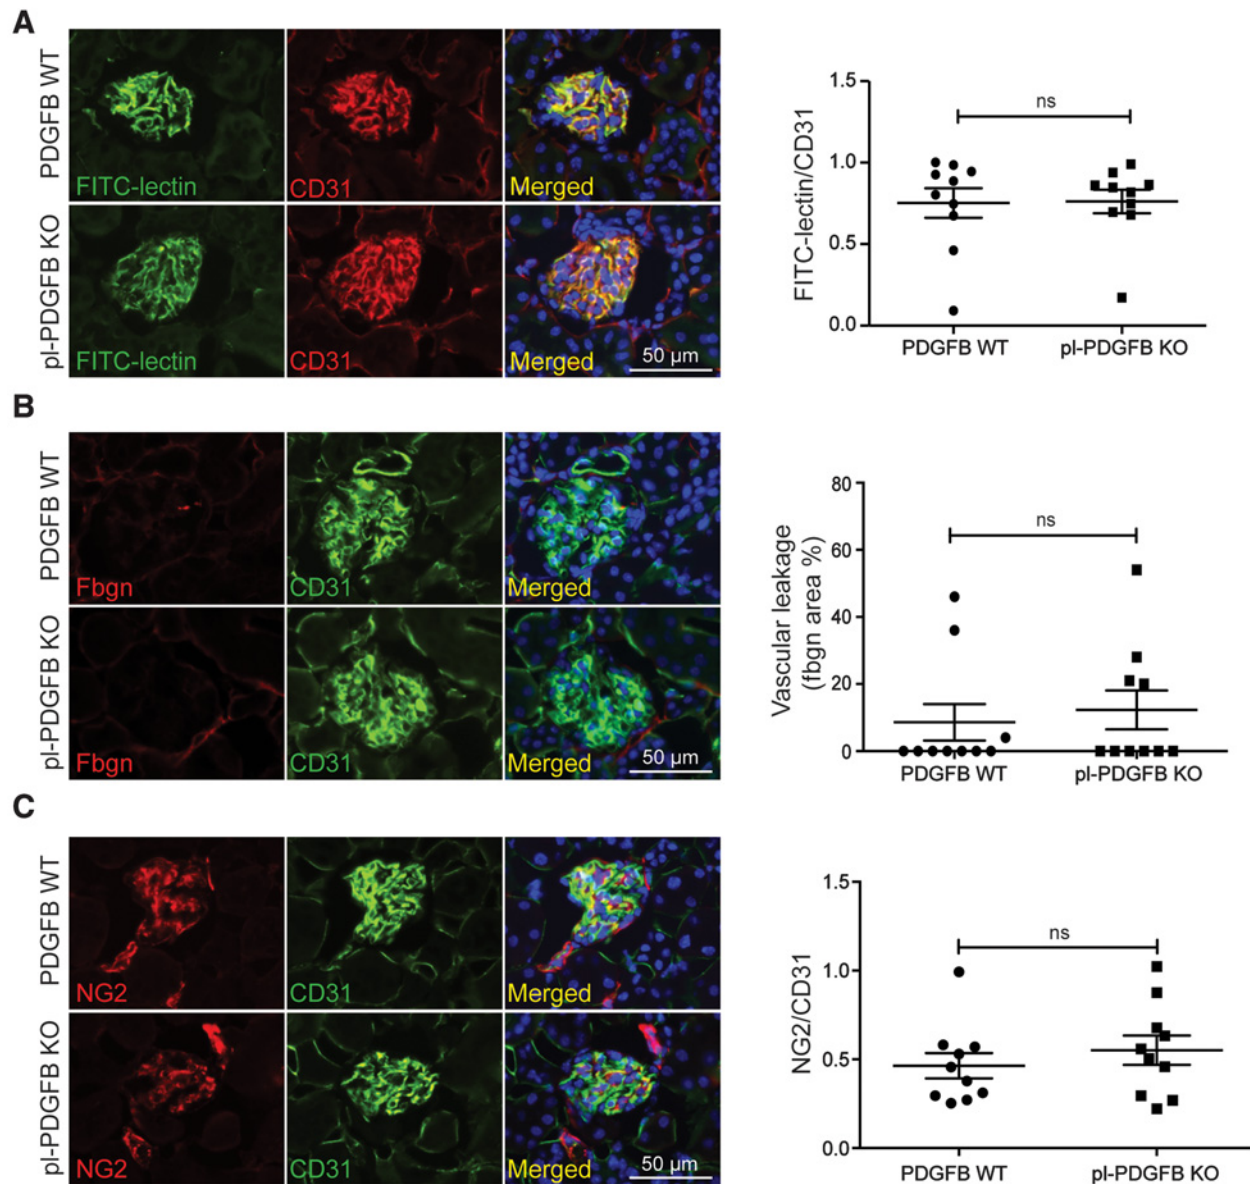 A
PDGFB WT
FITC-lectin
CD31
Merged
pl-PDGFB KO
FITC-lectin
CD31
Merged
50 µm
FITC-lectin/CD31
1.5
1.0
0.5
0.0
ns
PDGFB WT
pl-PDGFB KO
B
PDGFB WT
Fbgn
CD31
Merged
pl-PDGFB KO
Fbgn
CD31
Merged
50 µm
Vascular leakage
(fbgn area %)
80
60
40
20
0
ns
PDGFB WT
pl-PDGFB KO
C
PDGFB WT
NG2
CD31
Merged
pl-PDGFB KO
NG2
CD31
Merged
50 µm
NG2/CD31
1.5
1.0
0.5
0.0
ns
PDGFB WT
pl-PDGFB KO